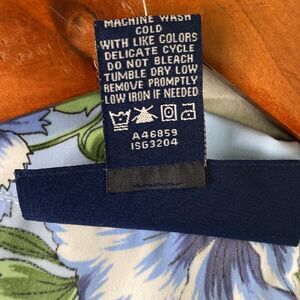 MACHINE WASH
COLD
WITH LIKE COLORS
DELICATE CYCLE
DO NOT BLEACH
TUMBLE DRY LOW
REMOVE PROMPTLY
LOW IRON IF NEEDED
A46859
ISG3204